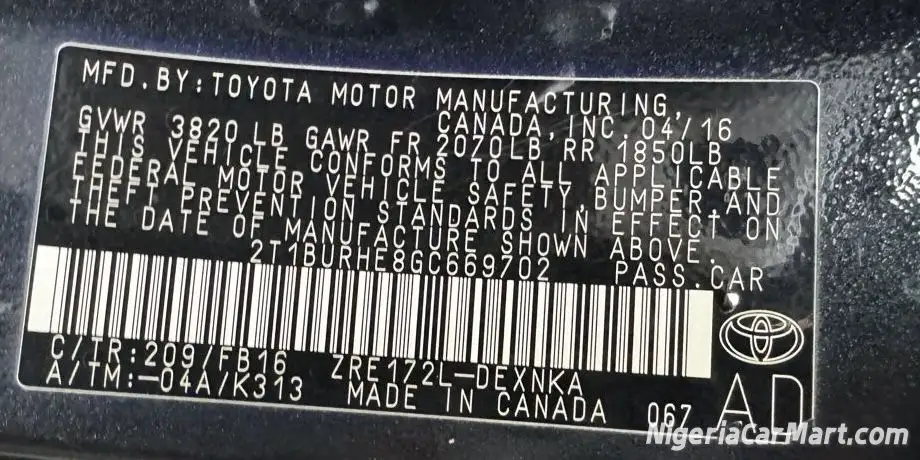 MFD.BY:TOYOTA MOTOR MANUFACTURING,
CANADA,INC.04/16
GVWR 3820LB GAWR FR 2070LB RR 1850LB
THIS VEHICLE CONFORMS TO ALL APPLICABLE
FEDERAL MOTOR VEHICLE SAFETY,BUMPER AND
THEFT PREVENTION STANDARDS IN EFFECT ON
THE DATE OF MANUFACTURE SHOWN ABOVE.
2T1BURHE8GC669702 PASS.CAR
C/TR:209/FB16 ZRE172L-DEXNKA
A/TM:-04A/K313 MADE IN CANADA 067 AD
NigeriaCarMart.com